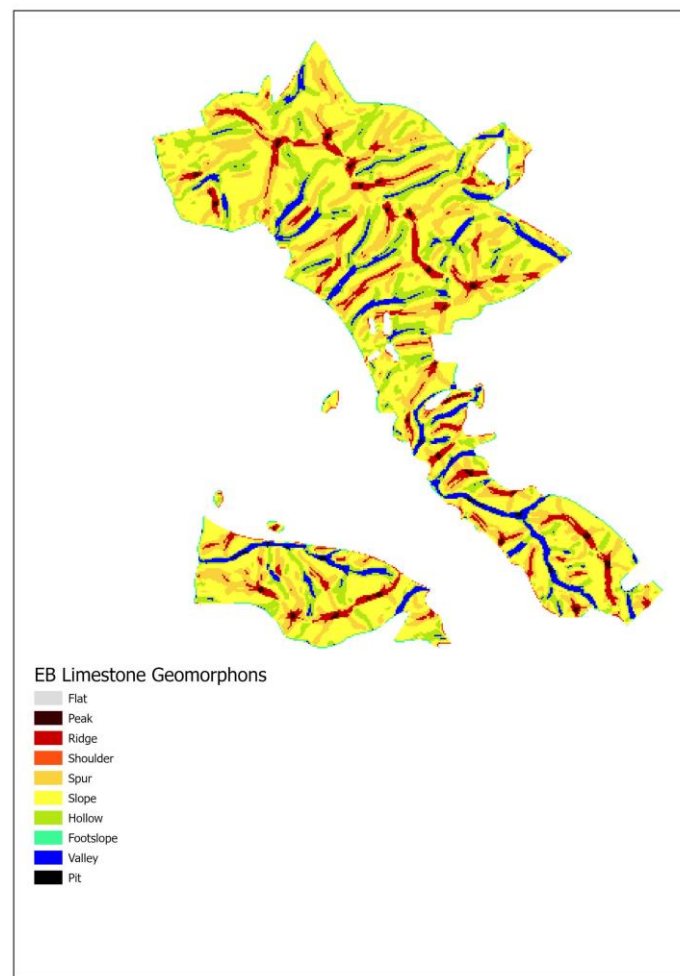 EB Limestone Geomorphons
Flat
Peak
Ridge
Shoulder
Spur
Slope
Hollow
Footslope
Valley
Pit